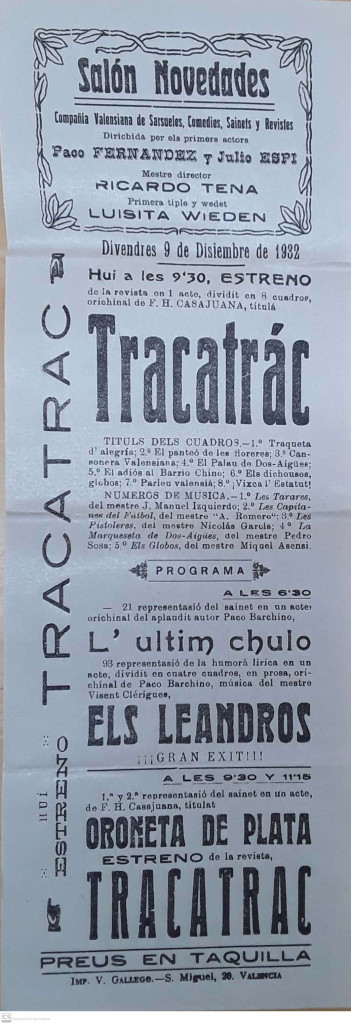 Salón Novedades
Compañía Valensiana de Sarsueles, Comedies, Sainets y Revistes
Dirichida per els primers actors
Paco FERNANDEZ y Julio ESPI
Mestre director
RICARDO TENA
Primera tiple y wedet
LUISITA WIEDEN
Divendres 9 de Disiembre de 1932
Hui a les 9'30, ESTRENO
de la revista en 1 acte, dividit en 8 cuadros,
orichinal de F. H. CASAJUANA, titulá
Tracatrác
TITULS DELS CUADROS.—1.º Traqueta
d'alegría; 2.º El panteó de les floreres; 3.º Can-
sonera Valensiana; 4.º El Palau de Dos-Aigües;
5.º El adiós al Barrio Chino; 6.º Els dichousos,
globos; 7.º Parleu valensiá; 8.º ¡Vixca l'Estatut!
NUMEROS DE MUSICA.—1.º Les Tarares,
del mestre J. Manuel Izquierdo; 2.º Les Capita-
nes del Fútbol, del mestre "A. Romero"; 3.º Les
Pistoleres, del mestre Nicolás García; 4.º La
Marqueseta de Dos-Aigües, del mestre Pedro
Sosa; 5.º Els Globos, del mestre Miquel Asensi.
PROGRAMA
A LES 6'30
— 21 representasió del sainet en un acte:
orichinal del aplaudit autor Paco Barchino,
L' ultim chulo
93 representasió de la humorá lírica en un
acte, dividit en cuatre cuadros, en prosa, ori-
chinal de Paco Barchino, música del mestre
Visent Clérigues,
ELS LEANDROS
¡¡¡GRAN EXIT!!!
A LES 9'30 Y 11'15
1.ª y 2.ª representasió del sainet en un acte,
de F. H. Casajuana, titulat
ORONETA DE PLATA
ESTRENO de la revista,
TRACATRAC
PREUS EN TAQUILLA
IMP. V. GALLEGO.—S. Miguel, 20. VALENCIA
HUÍ
ESTRENO
TRACATRAC